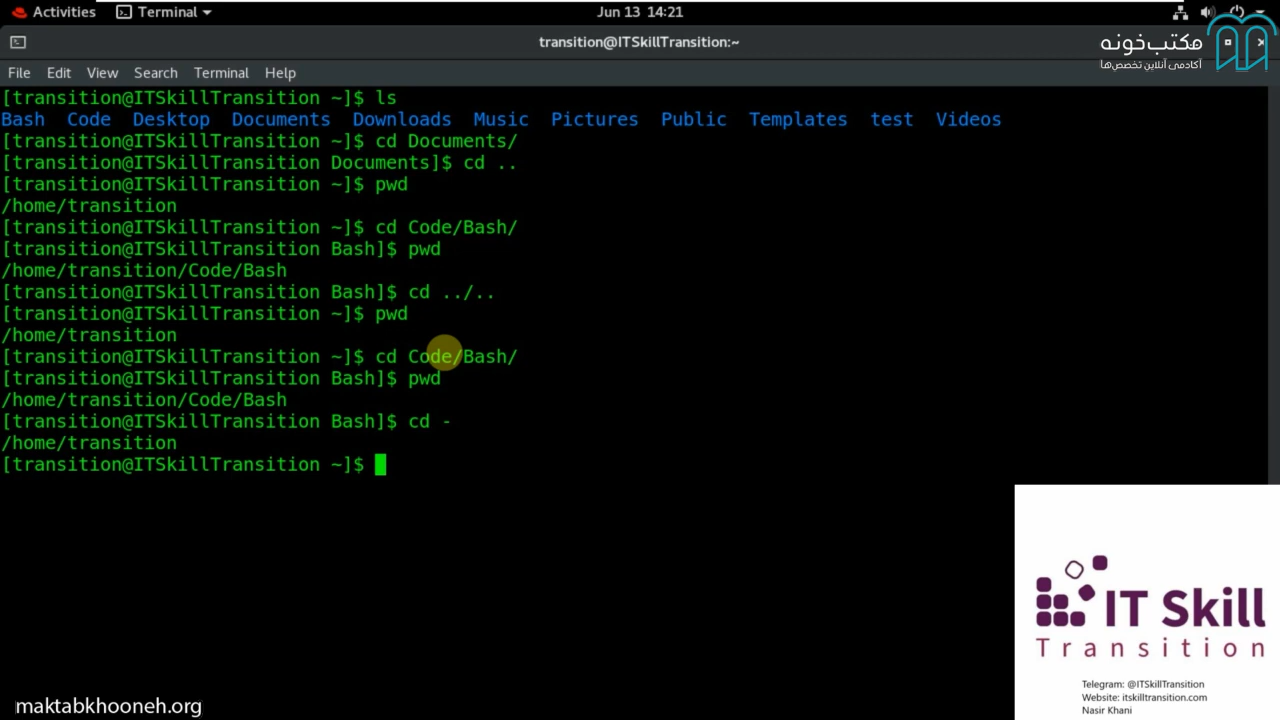 Activities Terminal Jun 13 14:21
transition@ITSkillTransition:~
مکتب‌خونه
آکادمی آنلاین تخصص‌ها
File Edit View Search Terminal Help
[transition@ITSkillTransition ~]$ ls
Bash Code Desktop Documents Downloads Music Pictures Public Templates test Videos
[transition@ITSkillTransition ~]$ cd Documents/
[transition@ITSkillTransition Documents]$ cd ..
[transition@ITSkillTransition ~]$ pwd
/home/transition
[transition@ITSkillTransition ~]$ cd Code/Bash/
[transition@ITSkillTransition Bash]$ pwd
/home/transition/Code/Bash
[transition@ITSkillTransition Bash]$ cd ../..
[transition@ITSkillTransition ~]$ pwd
/home/transition
[transition@ITSkillTransition ~]$ cd Code/Bash/
[transition@ITSkillTransition Bash]$ pwd
/home/transition/Code/Bash
[transition@ITSkillTransition Bash]$ cd -
/home/transition
[transition@ITSkillTransition ~]$
IT Skill
Transition
Telegram: @ITSkillTransition
Website: itskilltransition.com
Nasir Khani
maktabkhooneh.org